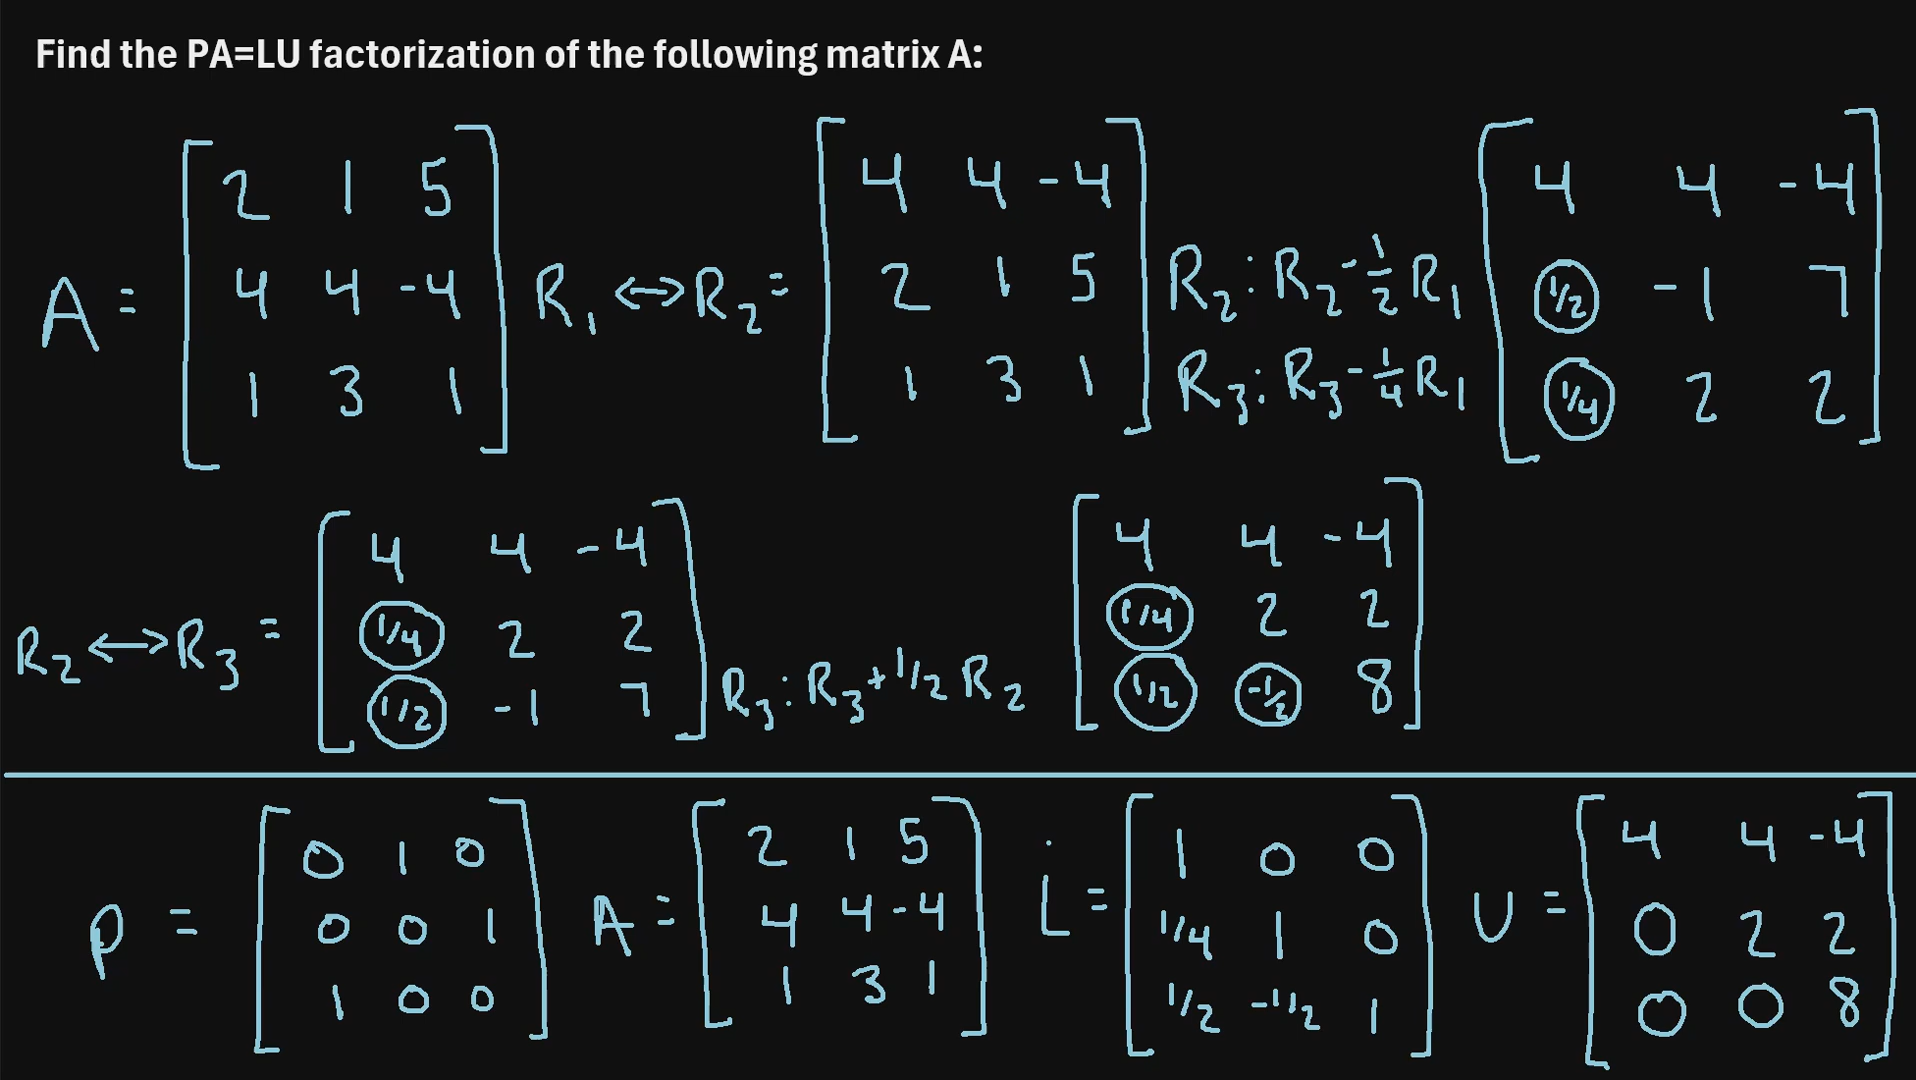 Find the PA=LU factorization of the following matrix A:
A = [2 1 5; 4 4 -4; 1 3 1] R₁ ↔ R₂ = [4 4 -4; 2 1 5; 1 3 1] R₂: R₂ - 1/2 R₁ R₃: R₃ - 1/4 R₁ [4 4 -4; 1/2 -1 7; 1/4 2 2]
R₂ ↔ R₃ = [4 4 -4; 1/4 2 2; 1/2 -1 7] R₃: R₃ + 1/2 R₂ [4 4 -4; 1/4 2 2; 1/2 -1/2 8]
P = [0 1 0; 0 0 1; 1 0 0] A = [2 1 5; 4 4 -4; 1 3 1] L = [1 0 0; 1/4 1 0; 1/2 -1/2 1] U = [4 4 -4; 0 2 2; 0 0 8]